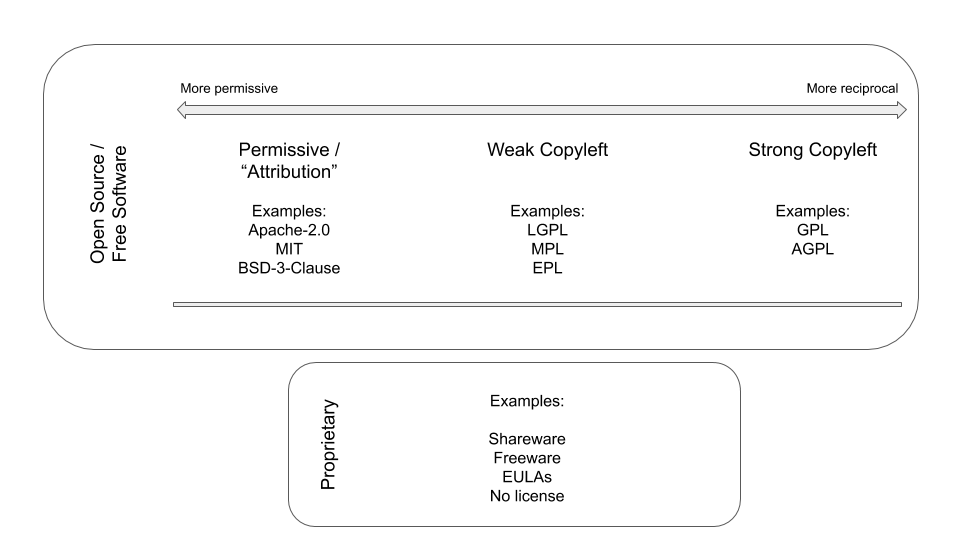 More permissive
More reciprocal
Open Source /
Free Software
Permissive /
“Attribution”
Examples:
Apache-2.0
MIT
BSD-3-Clause
Weak Copyleft
Examples:
LGPL
MPL
EPL
Strong Copyleft
Examples:
GPL
AGPL
Proprietary
Examples:
Shareware
Freeware
EULAs
No license